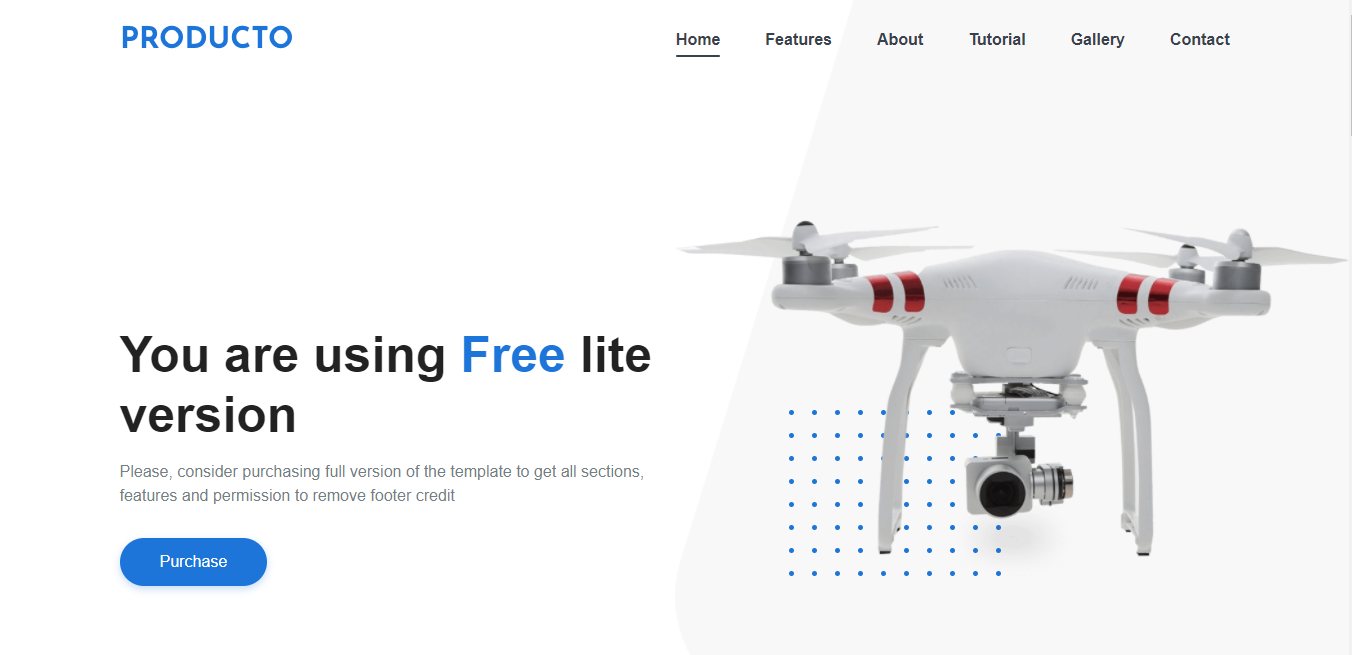 PRODUCTO
Home Features About Tutorial Gallery Contact
You are using Free lite
version
Please, consider purchasing full version of the template to get all sections,
features and permission to remove footer credit
Purchase